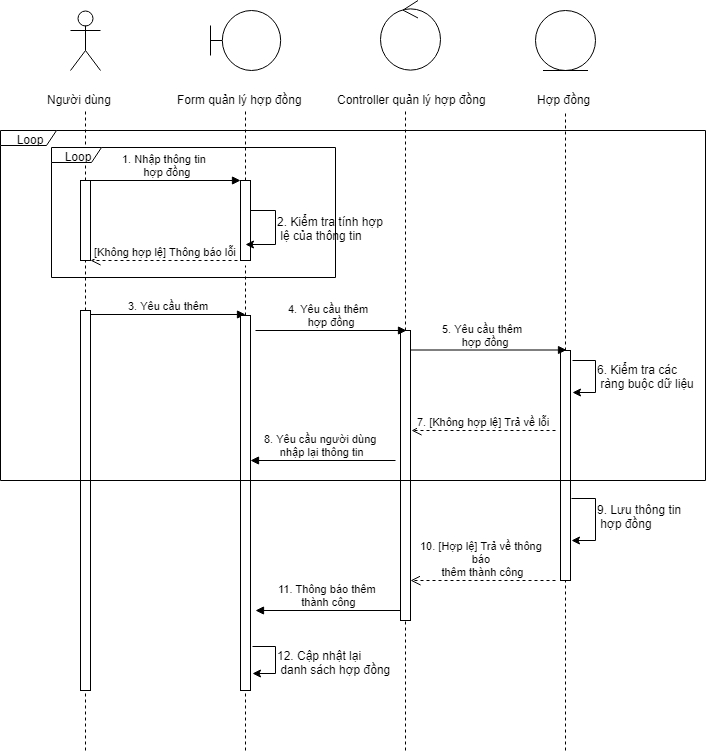 Người dùng
Form quản lý hợp đồng
Controller quản lý hợp đồng
Hợp đồng
Loop
Loop
1. Nhập thông tin
hợp đồng
2. Kiểm tra tính hợp
lệ của thông tin
[Không hợp lệ] Thông báo lỗi
3. Yêu cầu thêm
4. Yêu cầu thêm
hợp đồng
5. Yêu cầu thêm
hợp đồng
6. Kiểm tra các
ràng buộc dữ liệu
7. [Không hợp lệ] Trả về lỗi
8. Yêu cầu người dùng
nhập lại thông tin
9. Lưu thông tin
hợp đồng
10. [Hợp lệ] Trả về thông
báo
thêm thành công
11. Thông báo thêm
thành công
12. Cập nhật lại
danh sách hợp đồng